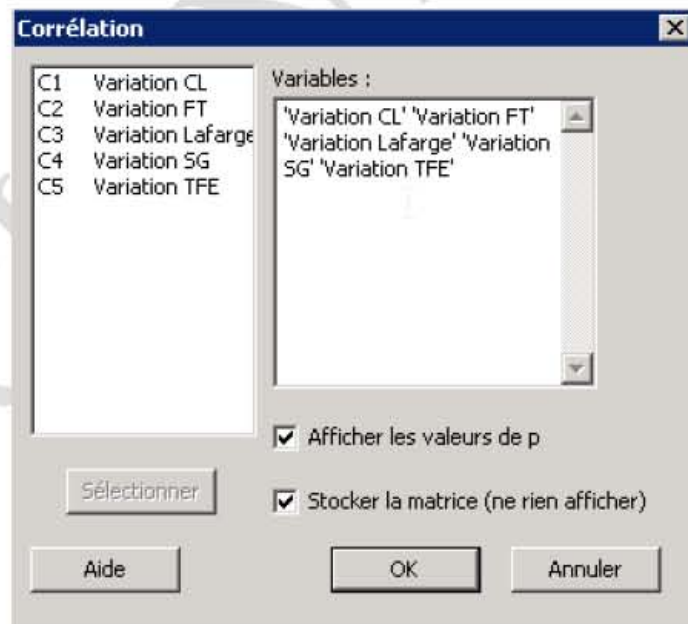 Corrélation
C1 Variation CL
C2 Variation FT
C3 Variation Lafarge
C4 Variation SG
C5 Variation TFE
Variables :
'Variation CL' 'Variation FT'
'Variation Lafarge' 'Variation
SG' 'Variation TFE'
Afficher les valeurs de p
Sélectionner
Stocker la matrice (ne rien afficher)
Aide
OK
Annuler